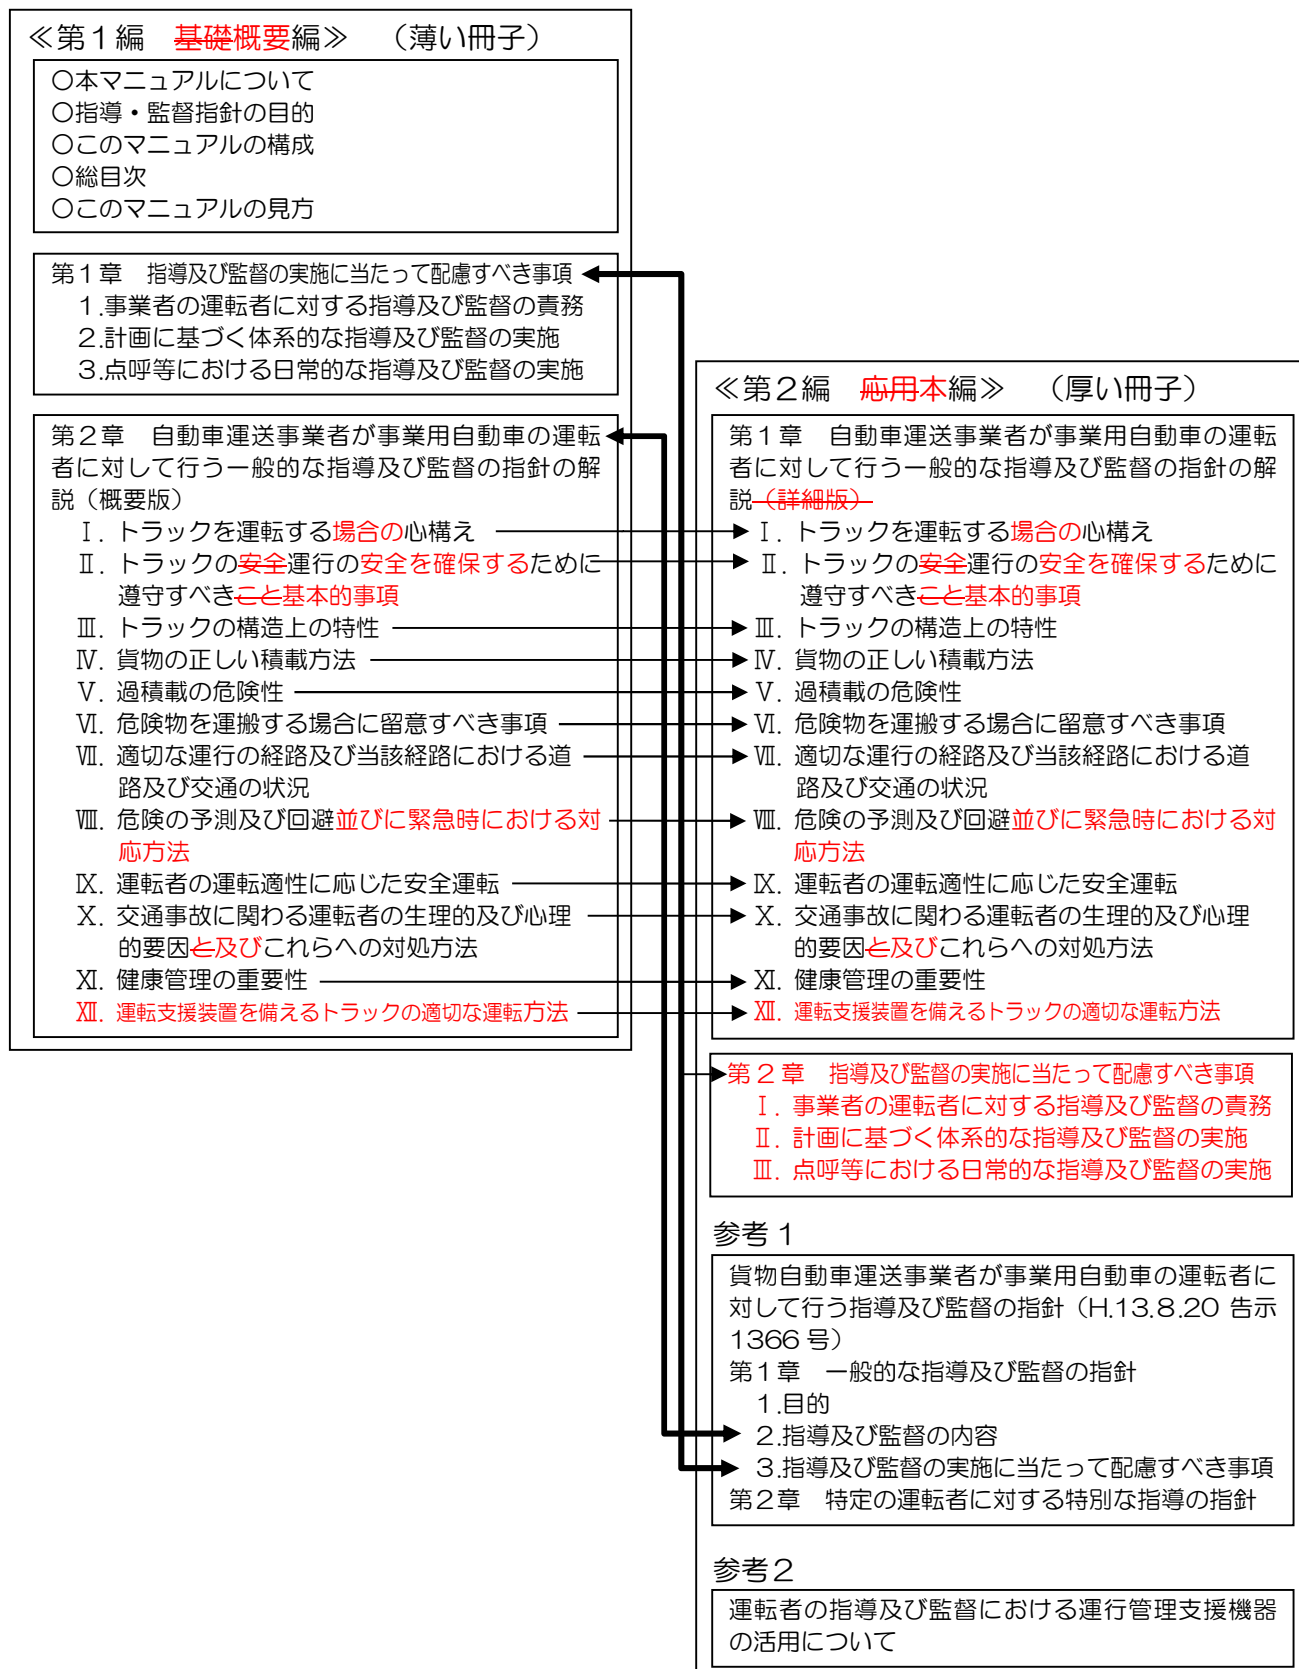 ≪第１編　基礎概要編≫　（薄い冊子）
○本マニュアルについて
○指導・監督指針の目的
○このマニュアルの構成
○総目次
○このマニュアルの見方
第１章　指導及び監督の実施に当たって配慮すべき事項
１.事業者の運転者に対する指導及び監督の責務
２.計画に基づく体系的な指導及び監督の実施
３.点呼等における日常的な指導及び監督の実施
第２章　自動車運送事業者が事業用自動車の運転
者に対して行う一般的な指導及び監督の指針の解
説（概要版）
Ⅰ. トラックを運転する場合の心構え
Ⅱ. トラックの安全運行の安全を確保するために
遵守すべきこと基本的事項
Ⅲ. トラックの構造上の特性
Ⅳ. 貨物の正しい積載方法
Ⅴ. 過積載の危険性
Ⅵ. 危険物を運搬する場合に留意すべき事項
Ⅶ. 適切な運行の経路及び当該経路における道
路及び交通の状況
Ⅷ. 危険の予測及び回避並びに緊急時における対
応方法
Ⅸ. 運転者の運転適性に応じた安全運転
Ⅹ. 交通事故に関わる運転者の生理的及び心理
的要因と及びこれらへの対処方法
Ⅺ. 健康管理の重要性
Ⅻ. 運転支援装置を備えるトラックの適切な運転方法
≪第２編　応用本編≫　（厚い冊子）
第１章　自動車運送事業者が事業用自動車の運転
者に対して行う一般的な指導及び監督の指針の解
説（詳細版）
Ⅰ. トラックを運転する場合の心構え
Ⅱ. トラックの安全運行の安全を確保するために
遵守すべきこと基本的事項
Ⅲ. トラックの構造上の特性
Ⅳ. 貨物の正しい積載方法
Ⅴ. 過積載の危険性
Ⅵ. 危険物を運搬する場合に留意すべき事項
Ⅶ. 適切な運行の経路及び当該経路における道
路及び交通の状況
Ⅷ. 危険の予測及び回避並びに緊急時における対
応方法
Ⅸ. 運転者の運転適性に応じた安全運転
Ⅹ. 交通事故に関わる運転者の生理的及び心理
的要因と及びこれらへの対処方法
Ⅺ. 健康管理の重要性
Ⅻ. 運転支援装置を備えるトラックの適切な運転方法
第２章　指導及び監督の実施に当たって配慮すべき事項
Ⅰ. 事業者の運転者に対する指導及び監督の責務
Ⅱ. 計画に基づく体系的な指導及び監督の実施
Ⅲ. 点呼等における日常的な指導及び監督の実施
参考１
貨物自動車運送事業者が事業用自動車の運転者に
対して行う指導及び監督の指針（H.13.8.20 告示
1366 号）
第１章　一般的な指導及び監督の指針
１.目的
２.指導及び監督の内容
３.指導及び監督の実施に当たって配慮すべき事項
第２章　特定の運転者に対する特別な指導の指針
参考２
運転者の指導及び監督における運行管理支援機器
の活用について